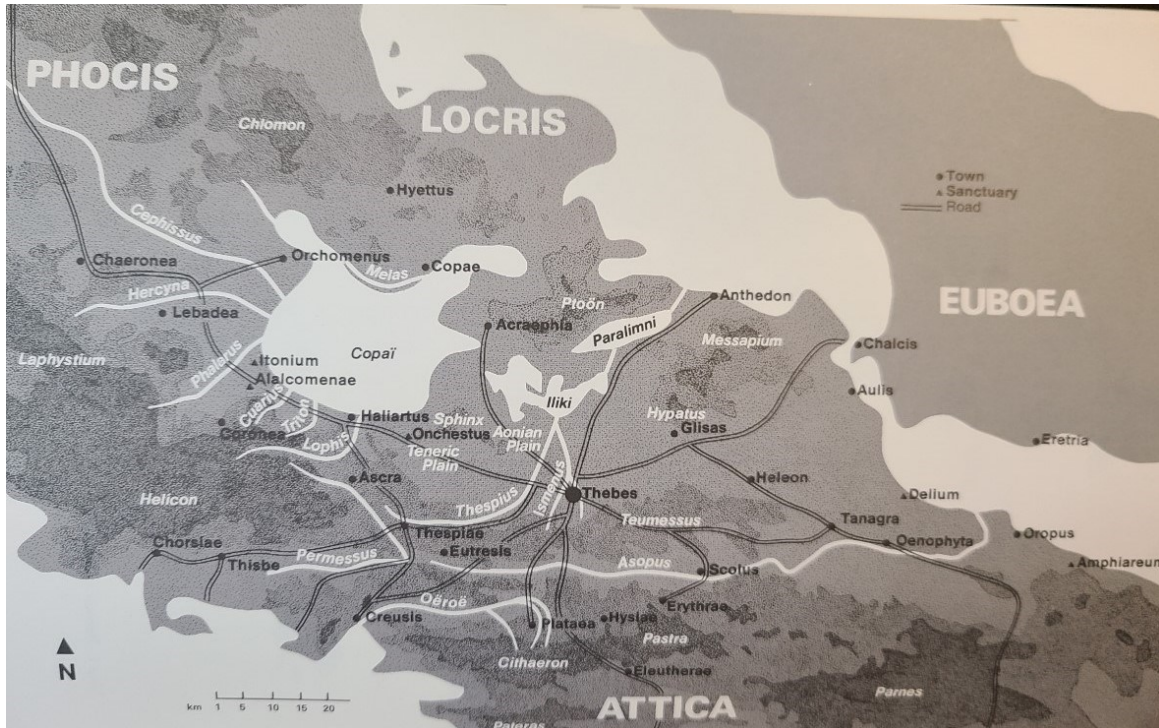 PHOCIS
LOCRIS
Chlomon
Hyettus
Town
Sanctuary
Road
Cephissus
Chaeronea
Orchomenus
Melas
Copae
EUBOEA
Hercyna
Lebadea
Ptoön
Anthedon
Acraephia
Paralimni
Messapium
Chalcis
Laphystium
Phalarus
Itonium
Copaï
Alalcomenae
Aulis
Iliki
Cuarius
Triton
Coronea
Haliartus
Sphinx
Hypatus
Glisas
Onchestus
Aonian
Plain
Lophis
Teneric
Plain
Eretria
Ascra
Heleon
Helicon
Thespius
Ismenus
Thebes
Delium
Teumessus
Tanagra
Thespiae
Oropus
Chorsiae
Eutresis
Oenophyta
Thisbe
Permessus
Asopus
Scolus
Amphiareum
Oëroë
Erythrae
Creusis
Plataea
Hysiae
Pastra
N
Cithaeron
Eleutherae
Parnes
km 1 5 10 15 20
ATTICA
Pateras